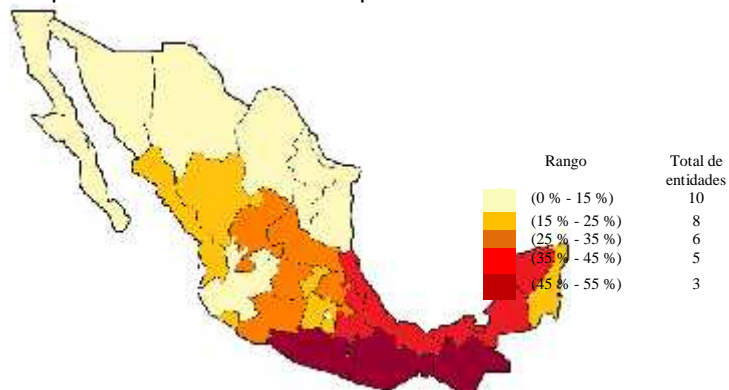 Rango Total de
entidades
(0 % - 15 %) 10
(15 % - 25 %) 8
(25 % - 35 %) 6
(35 % - 45 %) 5
(45 % - 55 %) 3